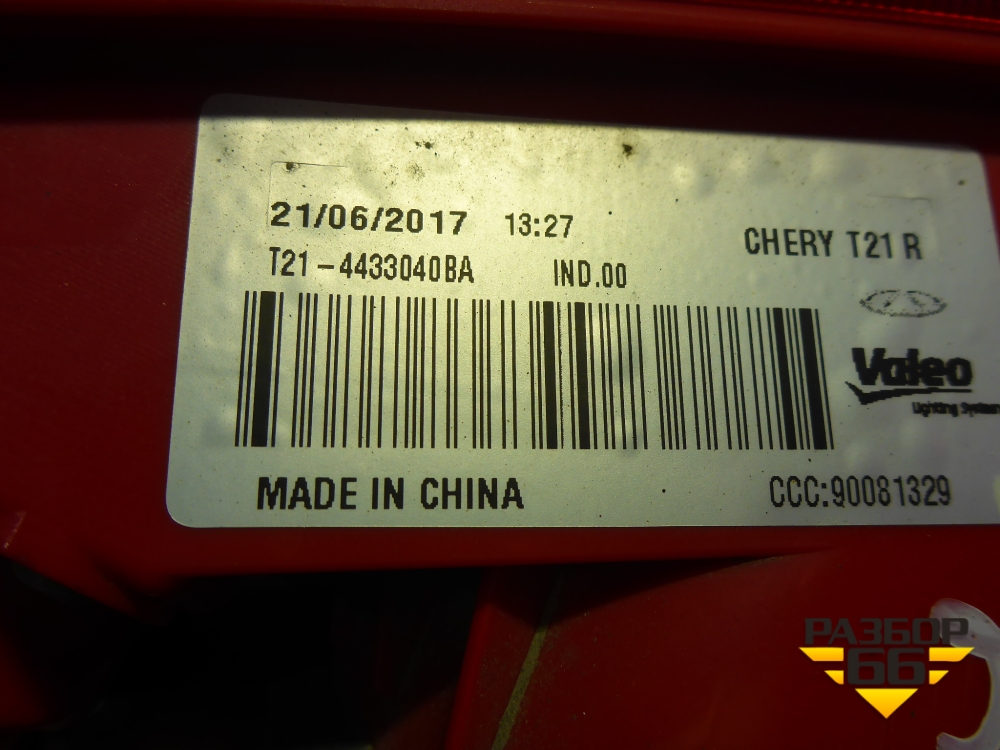 21/06/2017 13:27
T21-4433040BA IND.00
CHERY T21 R
Valeo
Lighting System
MADE IN CHINA
CCC:90081329
РАЗБОР
66